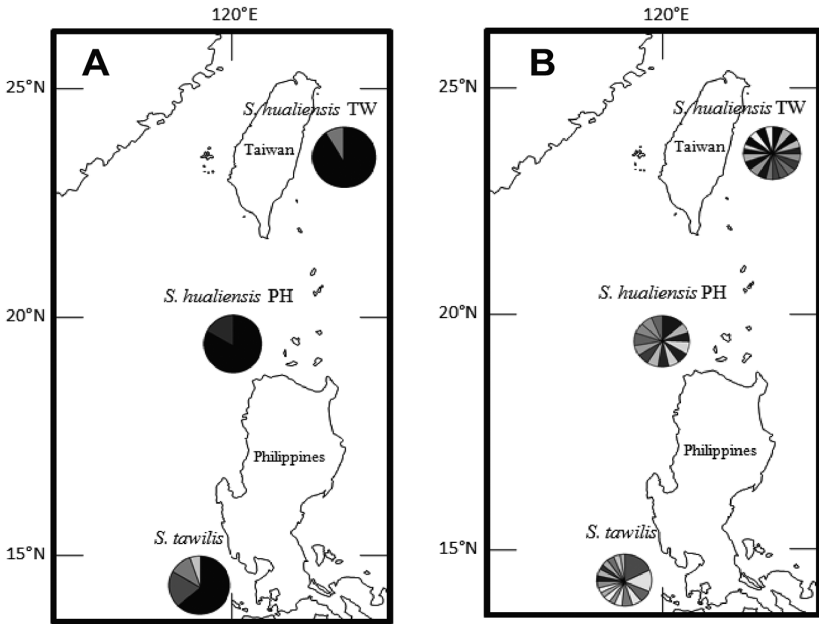 120°E
A
25°N
S. hualiensis TW
Taiwan
S. hualiensis PH
20°N
Philippines
S. tawilis
15°N
120°E
B
25°N
S. hualiensis TW
Taiwan
S. hualiensis PH
20°N
Philippines
S. tawilis
15°N